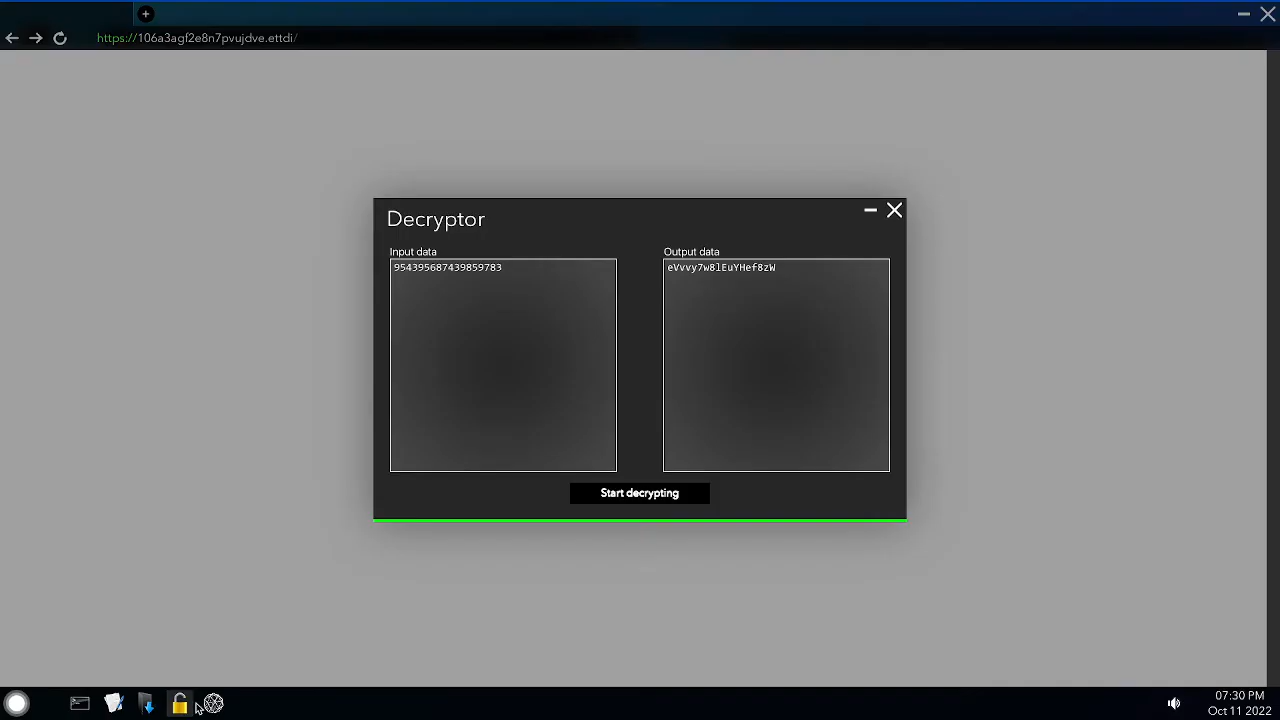 +
https://106a3agf2e8n7pvujdve.ettdi/
Decryptor
Input data
954395687439859783
Output data
eVvvy7w8lEuYHef8zW
Start decrypting
07:30 PM
Oct 11 2022